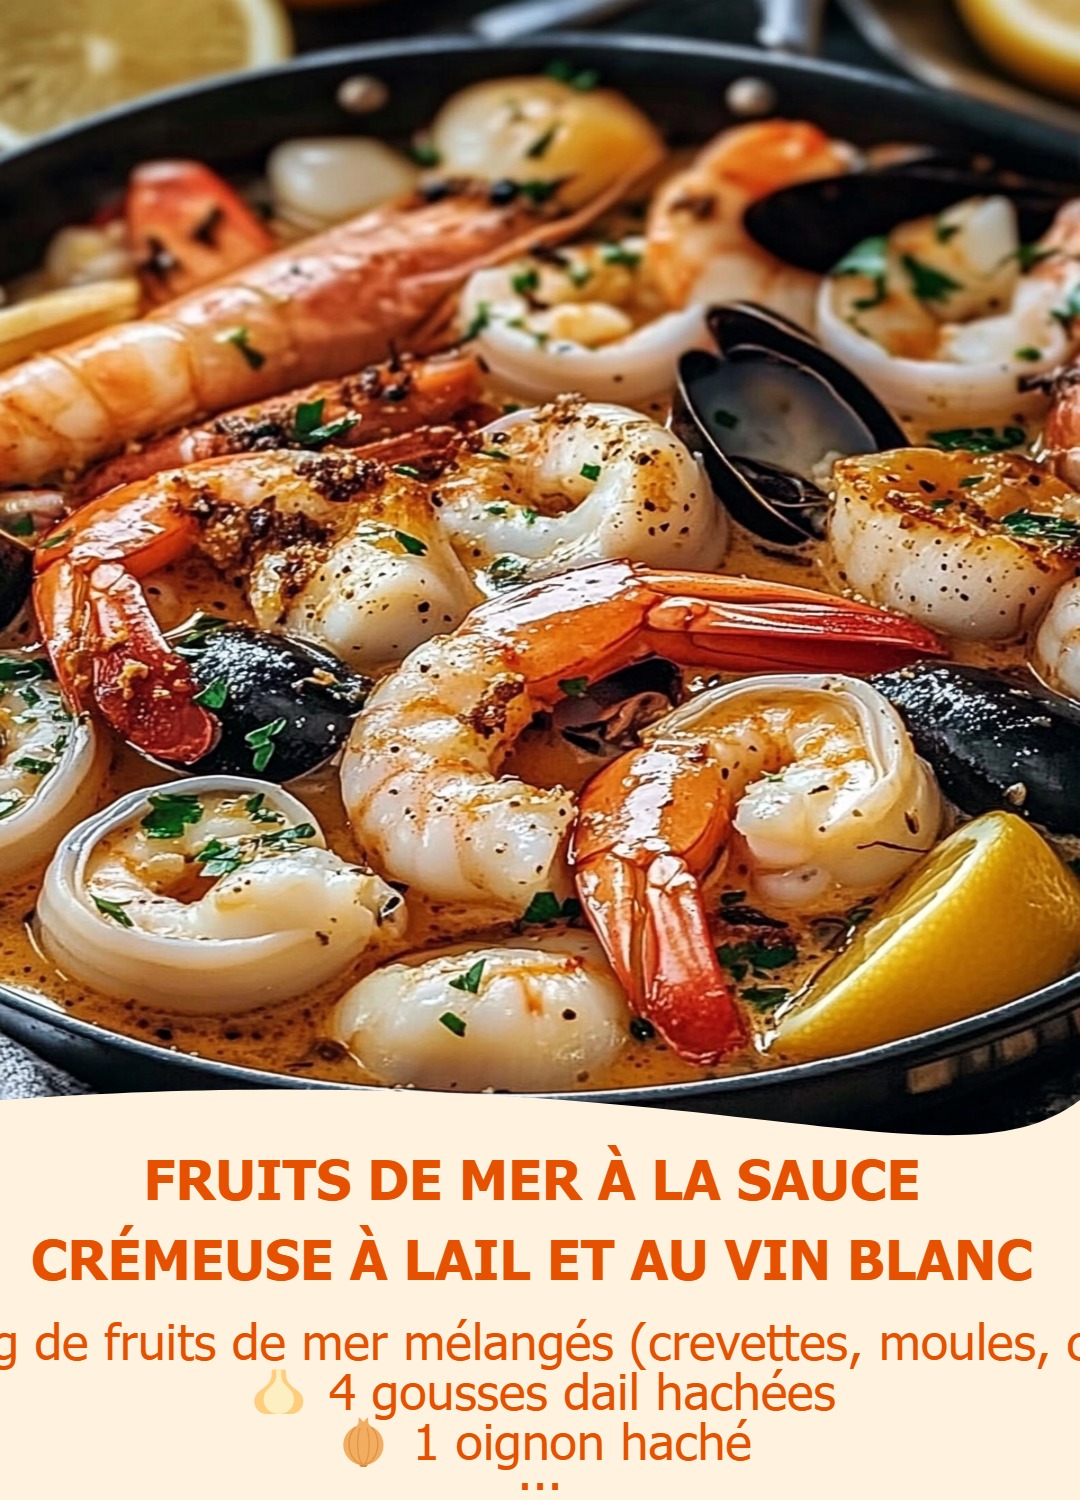 FRUITS DE MER À LA SAUCE
CRÉMEUSE À LAIL ET AU VIN BLANC
g de fruits de mer mélangés (crevettes, moules,
4 gousses dail hachées
1 oignon haché
...